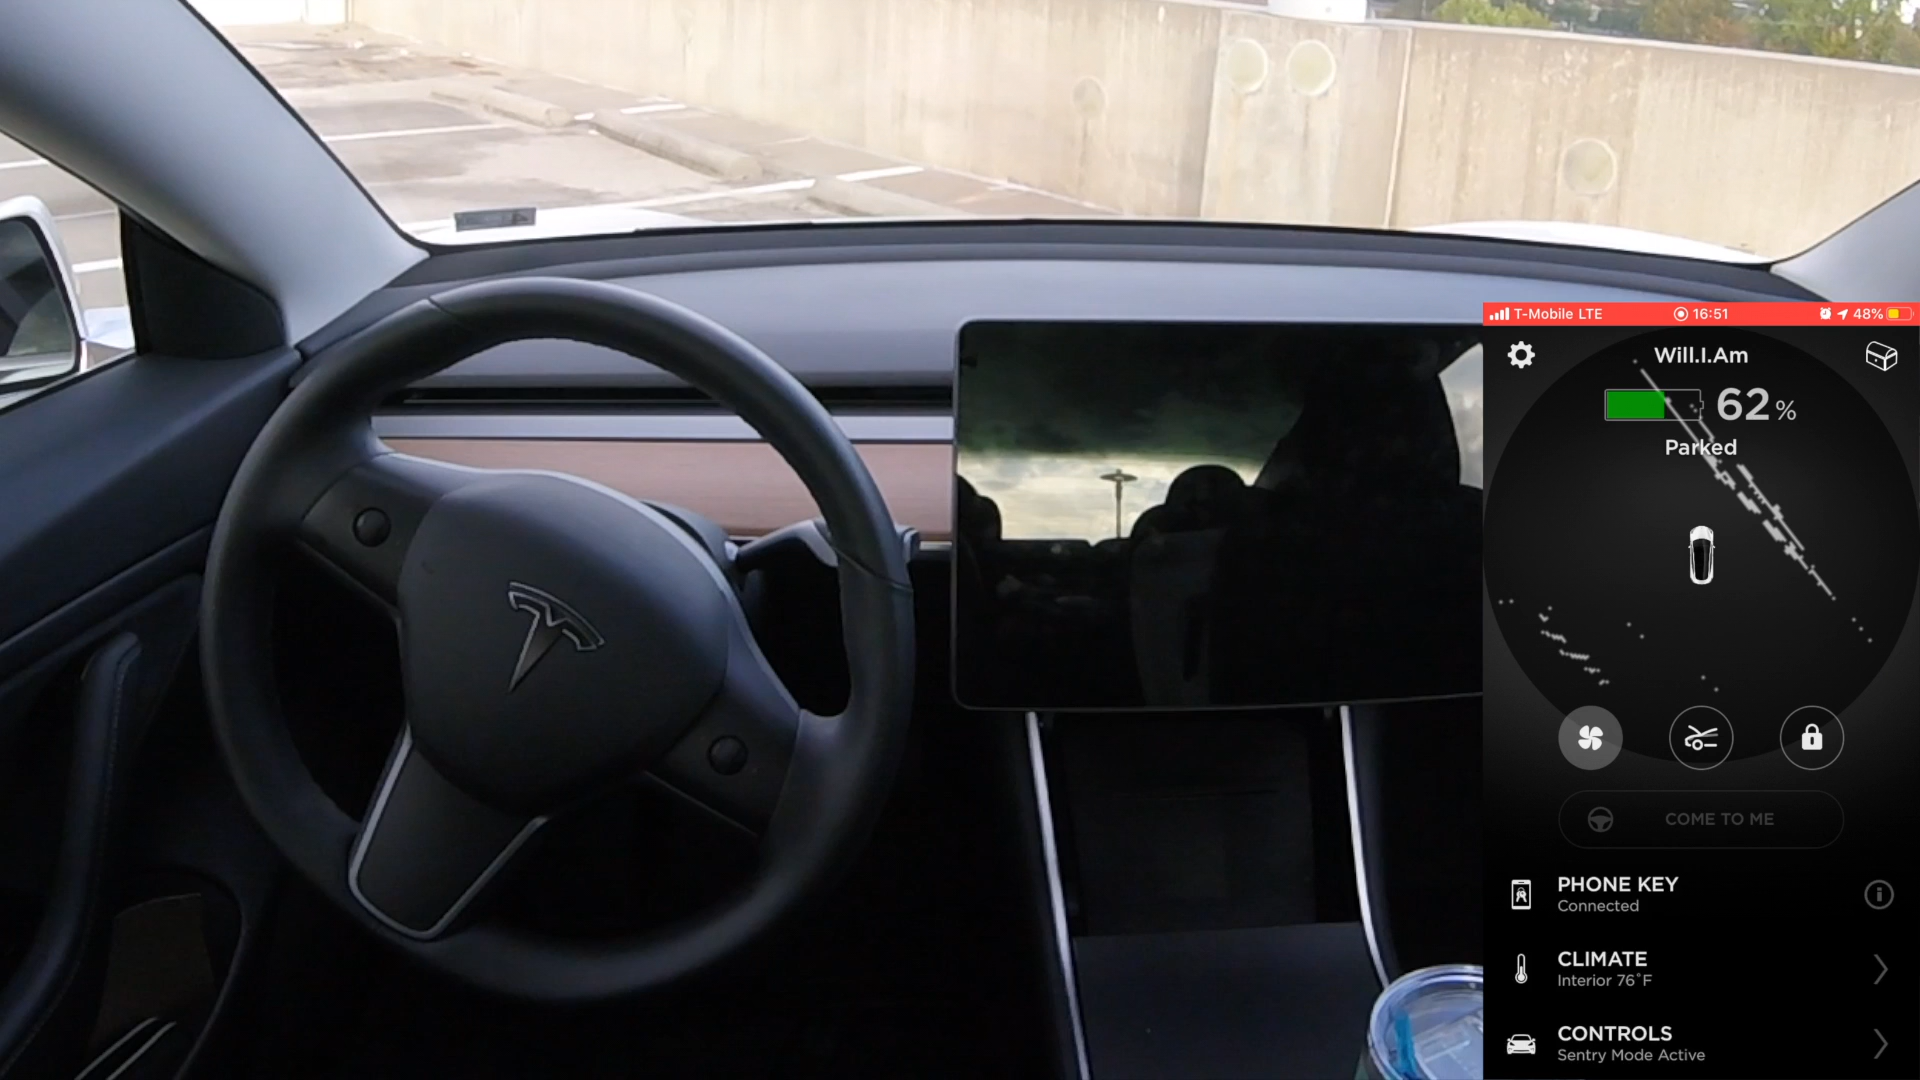 T-Mobile LTE 16:51 48%
Will.I.Am
62%
Parked
COME TO ME
PHONE KEY
Connected
CLIMATE
Interior 76°F
CONTROLS
Sentry Mode Active